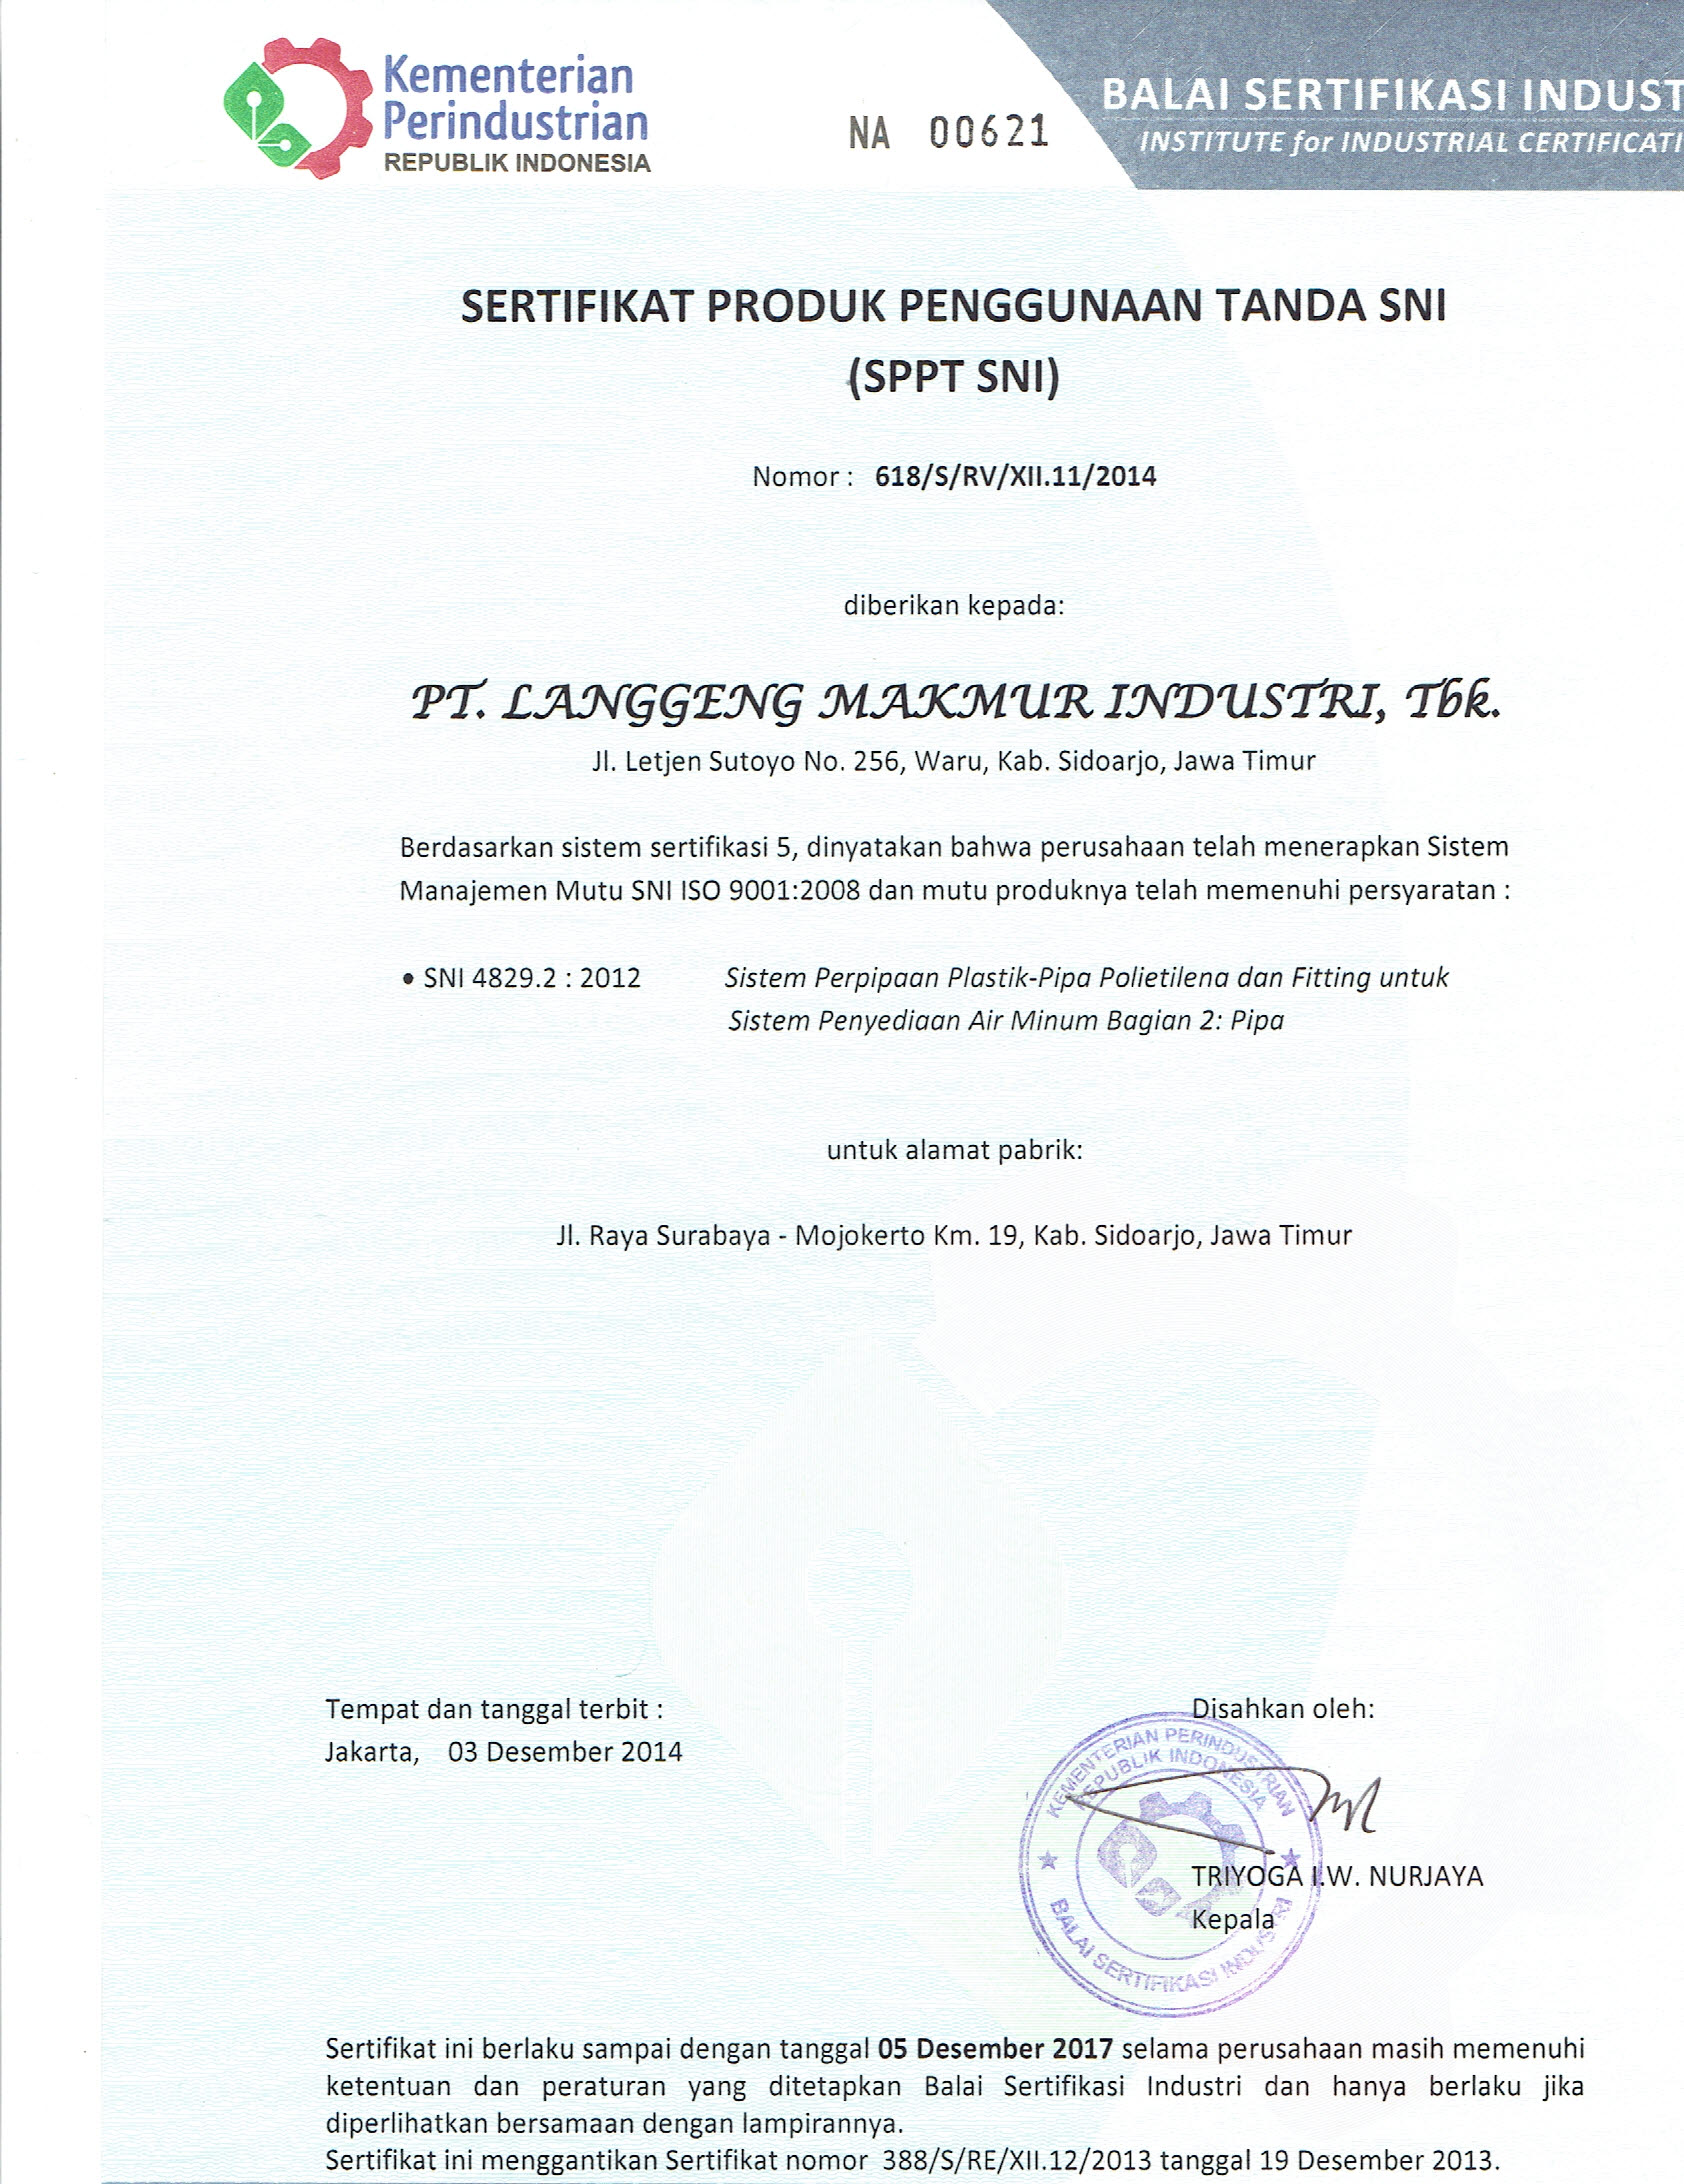 Kementerian
Perindustrian
REPUBLIK INDONESIA
NA 00621
BALAI SERTIFIKASI INDUST
INSTITUTE for INDUSTRIAL CERTIFICATI
SERTIFIKAT PRODUK PENGGUNAAN TANDA SNI
(SPPT SNI)
Nomor : 618/S/RV/XII.11/2014
diberikan kepada:
PT. LANGGENG MAKMUR INDUSTRI, Tbk.
Jl. Letjen Sutoyo No. 256, Waru, Kab. Sidoarjo, Jawa Timur
Berdasarkan sistem sertifikasi 5, dinyatakan bahwa perusahaan telah menerapkan Sistem
Manajemen Mutu SNI ISO 9001:2008 dan mutu produknya telah memenuhi persyaratan :
• SNI 4829.2 : 2012 Sistem Perpipaan Plastik-Pipa Polietilena dan Fitting untuk
Sistem Penyediaan Air Minum Bagian 2: Pipa
untuk alamat pabrik:
Jl. Raya Surabaya - Mojokerto Km. 19, Kab. Sidoarjo, Jawa Timur
Tempat dan tanggal terbit :
Jakarta, 03 Desember 2014
Disahkan oleh:
KEMENTERIAN PERINDUSTRIAN
REPUBLIK INDONESIA
BALAI SERTIFIKASI INDUSTRI
TRIYOGA I.W. NURJAYA
Kepala
Sertifikat ini berlaku sampai dengan tanggal 05 Desember 2017 selama perusahaan masih memenuhi
ketentuan dan peraturan yang ditetapkan Balai Sertifikasi Industri dan hanya berlaku jika
diperlihatkan bersamaan dengan lampirannya.
Sertifikat ini menggantikan Sertifikat nomor 388/S/RE/XII.12/2013 tanggal 19 Desember 2013.